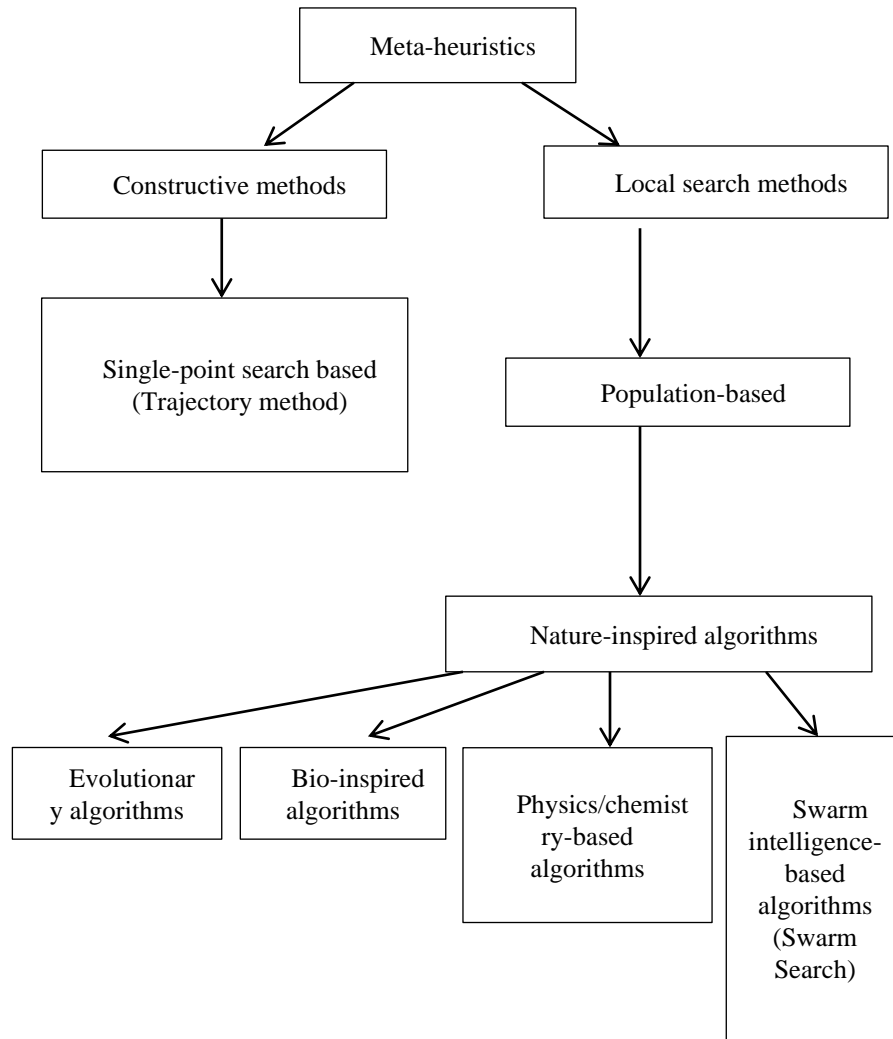 Meta-heuristics
Constructive methods
Local search methods
Single-point search based
(Trajectory method)
Population-based
Nature-inspired algorithms
Evolutionar
y algorithms
Bio-inspired
algorithms
Physics/chemist
ry-based
algorithms
Swarm
intelligence-
based
algorithms
(Swarm
Search)